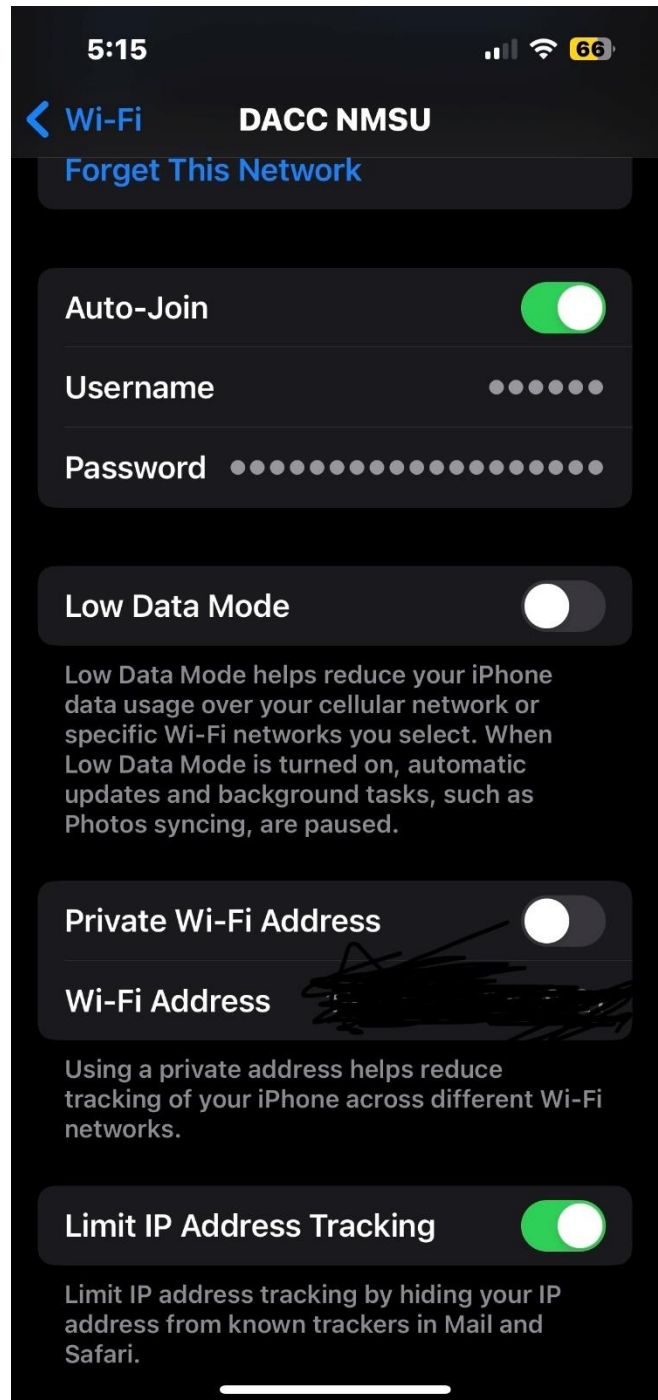 5:15 66
Wi-Fi DACC NMSU
Forget This Network
Auto-Join
Username ●●●●●●
Password ●●●●●●●●●●●●●●●●●●●
Low Data Mode
Low Data Mode helps reduce your iPhone
data usage over your cellular network or
specific Wi-Fi networks you select. When
Low Data Mode is turned on, automatic
updates and background tasks, such as
Photos syncing, are paused.
Private Wi-Fi Address
Wi-Fi Address
Using a private address helps reduce
tracking of your iPhone across different Wi-Fi
networks.
Limit IP Address Tracking
Limit IP address tracking by hiding your IP
address from known trackers in Mail and
Safari.